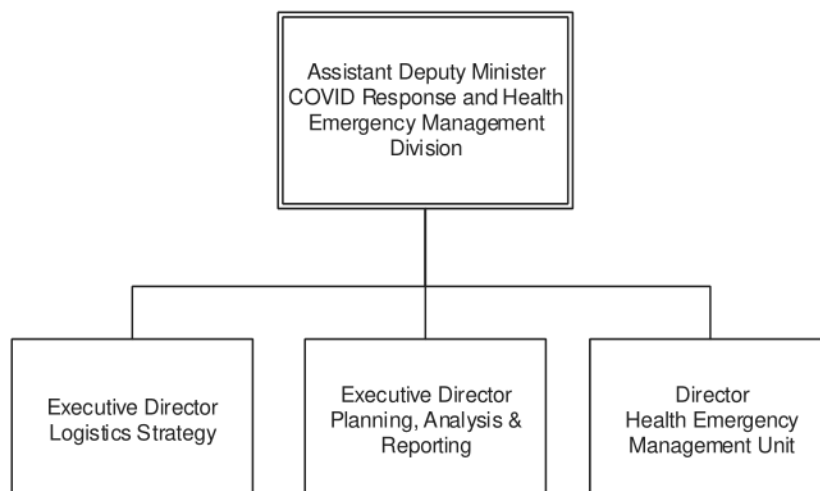 Assistant Deputy Minister
COVID Response and Health
Emergency Management
Division
Executive Director
Logistics Strategy
Executive Director
Planning, Analysis &
Reporting
Director
Health Emergency
Management Unit